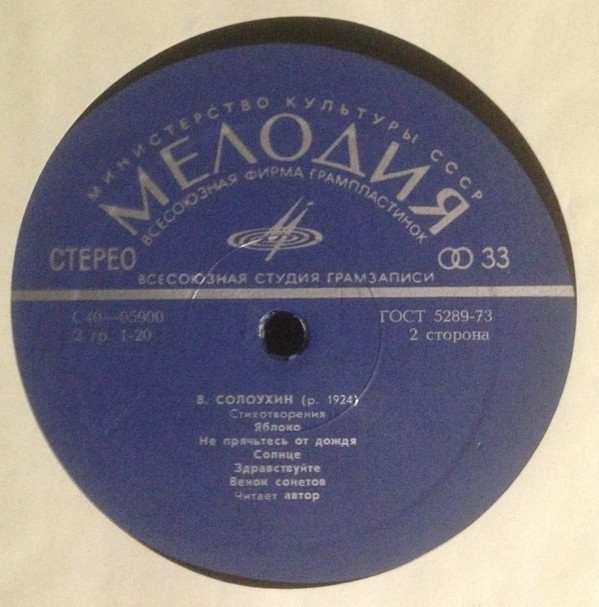 МИНИСТЕРСТВО КУЛЬТУРЫ СССР
МЕЛОДИЯ
ВСЕСОЮЗНАЯ ФИРМА ГРАМПЛАСТИНОК
СТЕРЕО
33
ВСЕСОЮЗНАЯ СТУДИЯ ГРАМЗАПИСИ
С40—05900
ГОСТ 5289-73
2 гр. 1-20
2 сторона
В. СОЛОУХИН (р. 1924)
Стихотворения
Яблоко
Не прячьтесь от дождя
Солнце
Здравствуйте
Венок сонетов
Читает автор